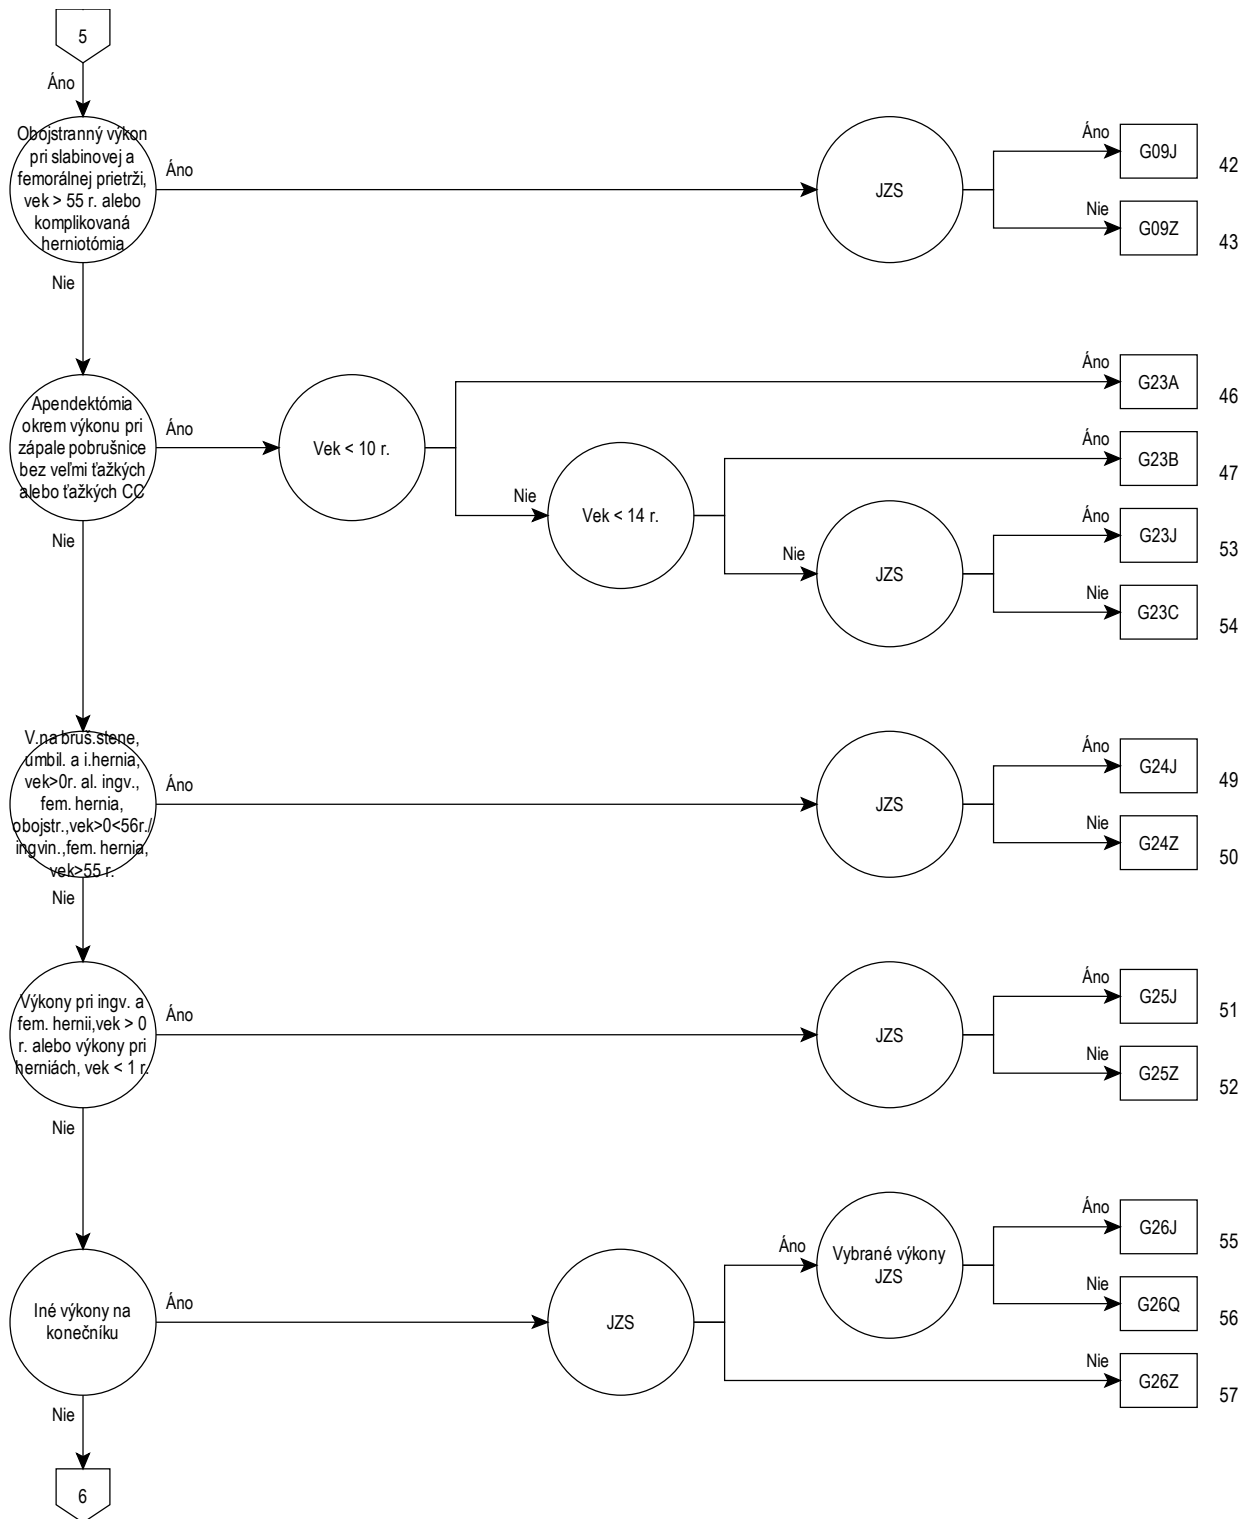 5
Áno
Obojstranný výkon
pri slabinovej a
femorálnej prietrži,
vek > 55 r. alebo
komplikovaná
herniotómia
Áno
JZS
Áno
G09J
42
Nie
G09Z
43
Nie
Apendektómia
okrem výkonu pri
zápale pobrušnice
bez veľmi ťažkých
alebo ťažkých CC
Áno
Vek < 10 r.
Áno
G23A
46
Nie
Vek < 14 r.
Áno
G23B
47
Nie
JZS
Áno
G23J
53
Nie
G23C
54
Nie
V.na bruš.stene,
umbil. a i.hernia,
vek>0r. al. ingv.,
fem. hernia,
obojstr.,vek>0<56r./
ingvin.,fem. hernia,
vek>55 r.
Áno
JZS
Áno
G24J
49
Nie
G24Z
50
Nie
Výkony pri ingv. a
fem. hernii,vek > 0
r. alebo výkony pri
herniách, vek < 1 r.
Áno
JZS
Áno
G25J
51
Nie
G25Z
52
Nie
Iné výkony na
konečníku
Áno
JZS
Áno
Vybrané výkony
JZS
Áno
G26J
55
Nie
G26Q
56
Nie
G26Z
57
Nie
6